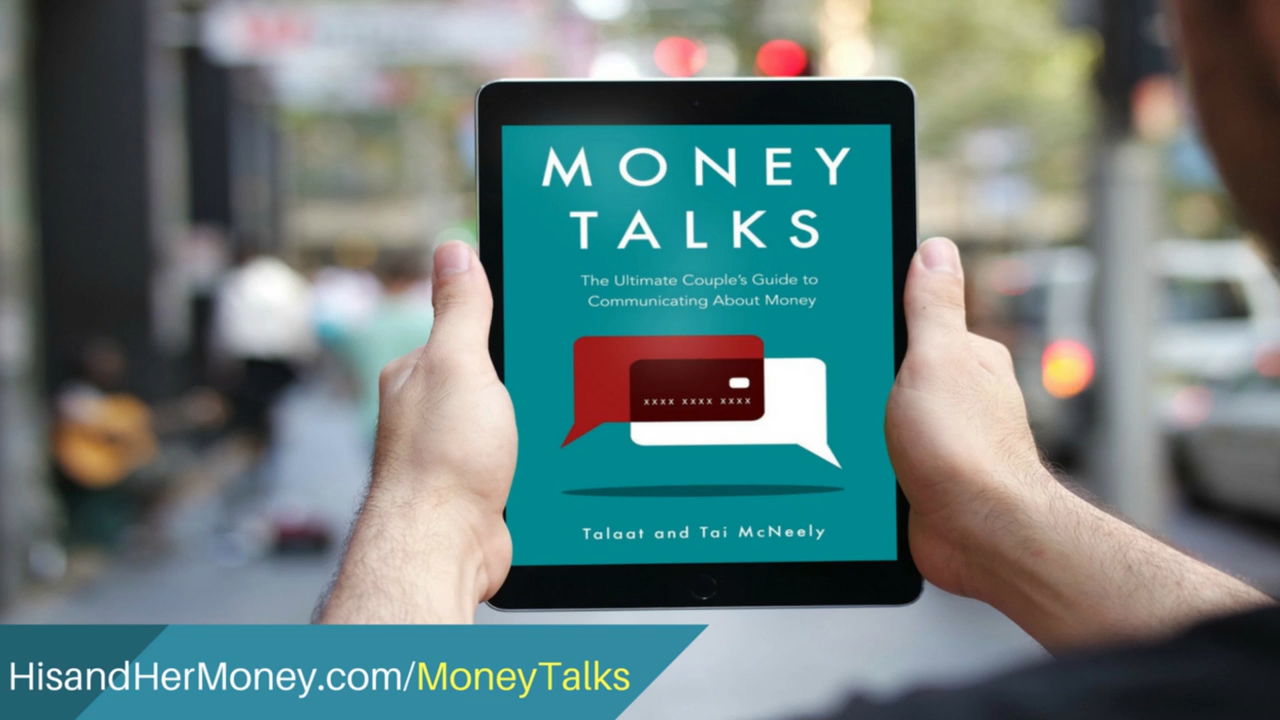 MONEY
TALKS
The Ultimate Couple's Guide to
Communicating About Money
xxxx xxxx xxxx
Talaat and Tai McNeely
HisandHerMoney.com/MoneyTalks